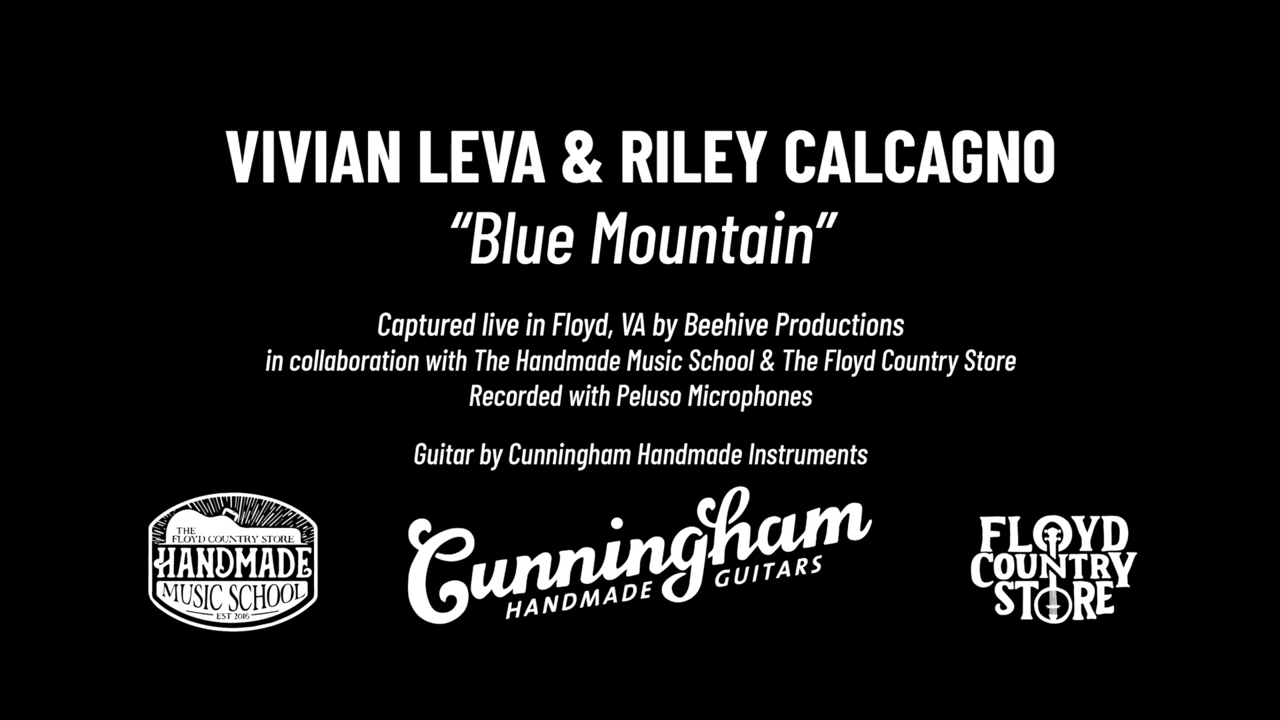 VIVIAN LEVA & RILEY CALCAGNO
“Blue Mountain”
Captured live in Floyd, VA by Beehive Productions
in collaboration with The Handmade Music School & The Floyd Country Store
Recorded with Peluso Microphones
Guitar by Cunningham Handmade Instruments
THE
FLOYD COUNTRY STORE
HANDMADE
MUSIC SCHOOL
EST 2016
Cunningham
HANDMADE GUITARS
FLOYD
COUNTRY
STORE